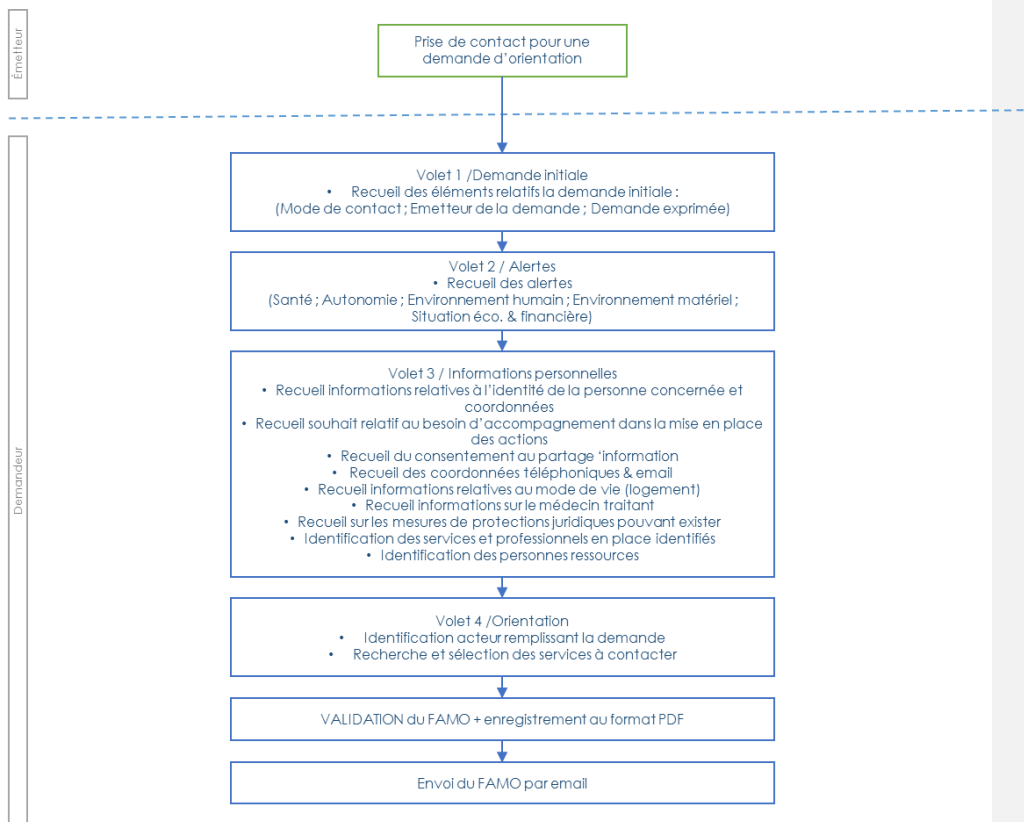 Émetteur
Prise de contact pour une
demande d'orientation
Demandeur
Volet 1 /Demande initiale
• Recueil des éléments relatifs la demande initiale :
(Mode de contact ; Emetteur de la demande ; Demande exprimée)
Volet 2 / Alertes
• Recueil des alertes
(Santé ; Autonomie ; Environnement humain ; Environnement matériel ;
Situation éco. & financière)
Volet 3 / Informations personnelles
• Recueil informations relatives à l'identité de la personne concernée et
coordonnées
• Recueil souhait relatif au besoin d'accompagnement dans la mise en place
des actions
• Recueil du consentement au partage 'information
• Recueil des coordonnées téléphoniques & email
• Recueil informations relatives au mode de vie (logement)
• Recueil informations sur le médecin traitant
• Recueil sur les mesures de protections juridiques pouvant exister
• Identification des services et professionnels en place identifiés
• Identification des personnes ressources
Volet 4 /Orientation
• Identification acteur remplissant la demande
• Recherche et sélection des services à contacter
VALIDATION du FAMO + enregistrement au format PDF
Envoi du FAMO par email